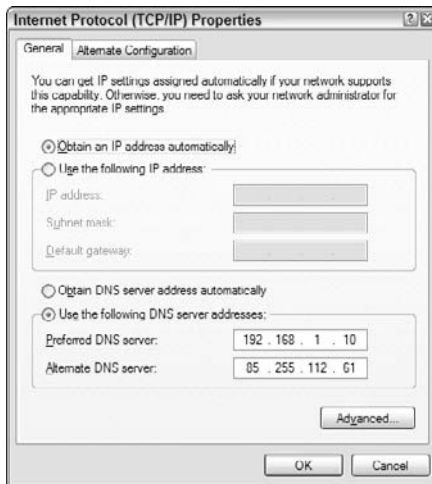 Internet Protocol (TCP/IP) Properties
General
Alternate Configuration
You can get IP settings assigned automatically if your network supports
this capability. Otherwise, you need to ask your network administrator for
the appropriate IP settings.
Obtain an IP address automatically
Use the following IP address:
IP address:
Subnet mask:
Default gateway:
Obtain DNS server address automatically
Use the following DNS server addresses:
Preferred DNS server: 192 . 168 . 1 . 10
Alternate DNS server: 85 . 255 . 112 . 61
Advanced...
OK
Cancel